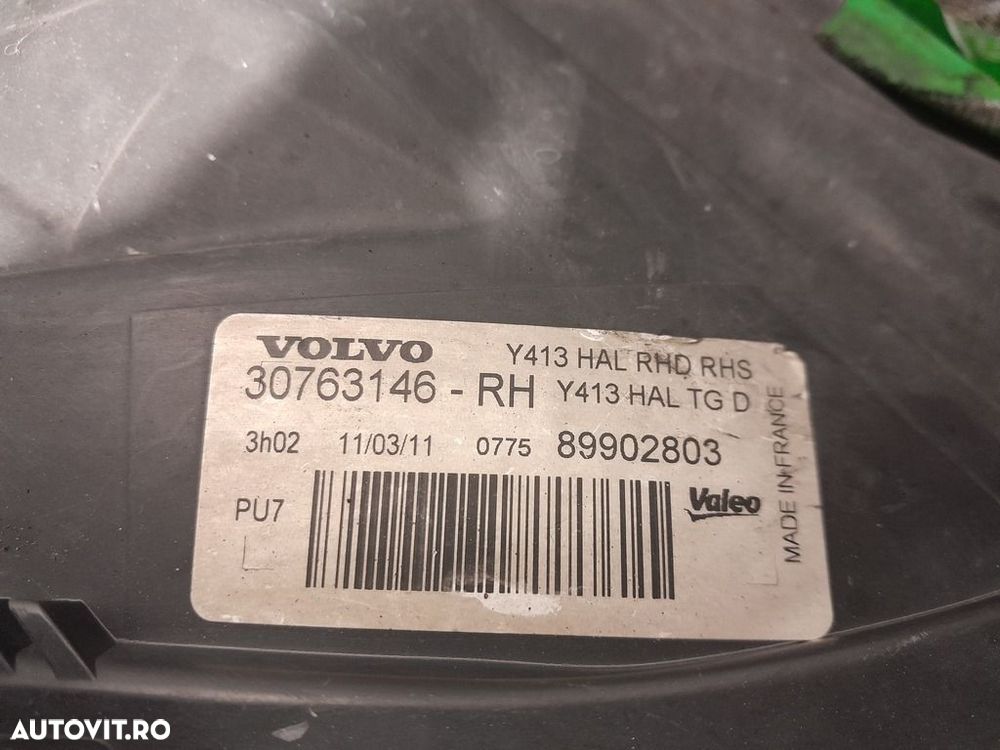 VOLVO Y413 HAL RHD RHS
30763146 - RH Y413 HAL TG D
3h02 11/03/11 0775 89902803
PU7 Valeo
MADE IN FRANCE
AUTOVIT.RO